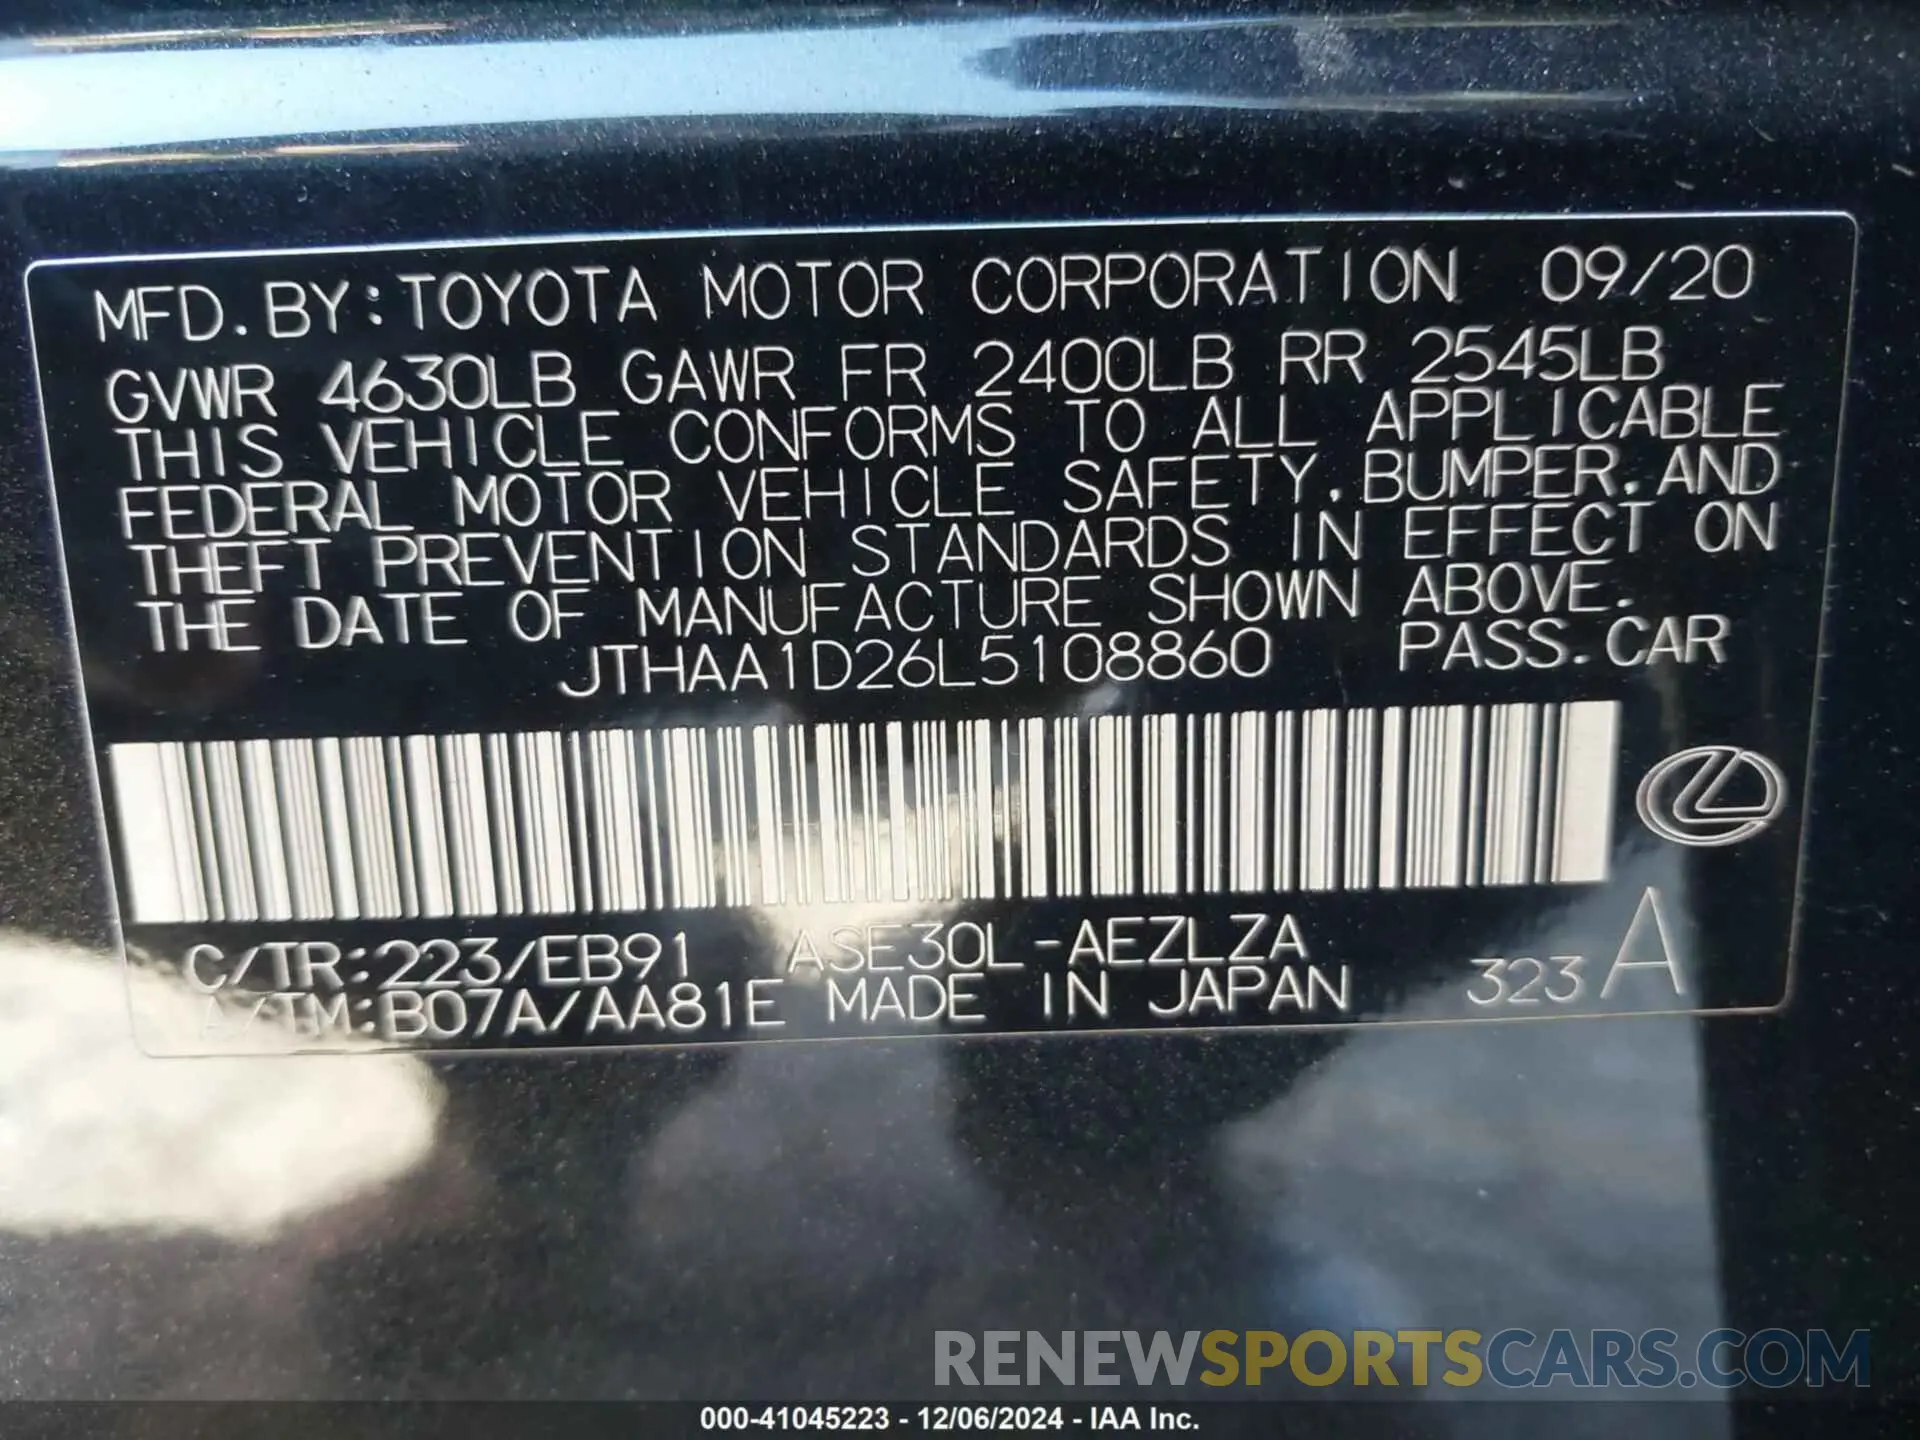 MFD.BY:TOYOTA MOTOR CORPORATION 09/20
GVWR 4630LB GAWR FR 2400LB RR 2545LB
THIS VEHICLE CONFORMS TO ALL APPLICABLE
FEDERAL MOTOR VEHICLE SAFETY,BUMPER,AND
THEFT PREVENTION STANDARDS IN EFFECT ON
THE DATE OF MANUFACTURE SHOWN ABOVE.
JTHAA1D26L5108860 PASS.CAR
C/TR:223/EB91 ASE30L-AEZLZA
A/TM:B07A/AA81E MADE IN JAPAN 323A
RENEWSPORTSCARS.COM
000-41045223 - 12/06/2024 - IAA Inc.